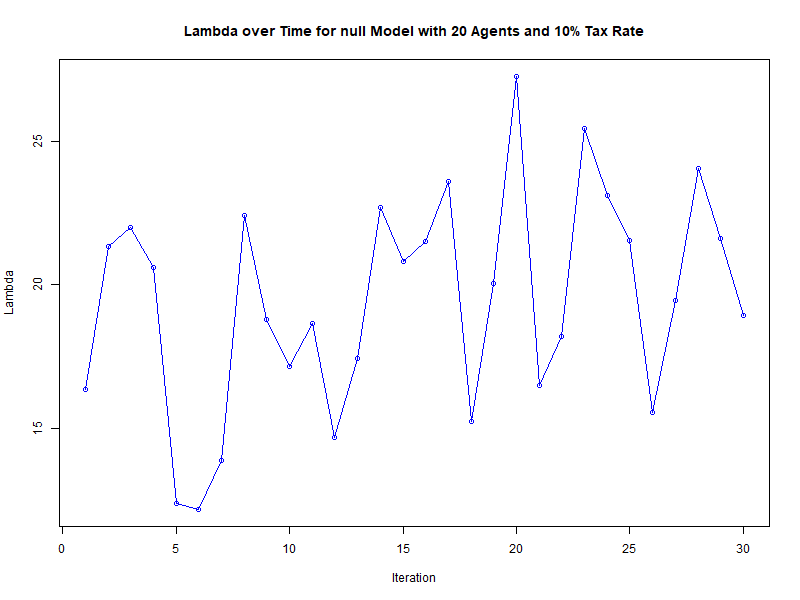 Lambda over Time for null Model with 20 Agents and 10% Tax Rate
25
20
15
Lambda
0 5 10 15 20 25 30
Iteration